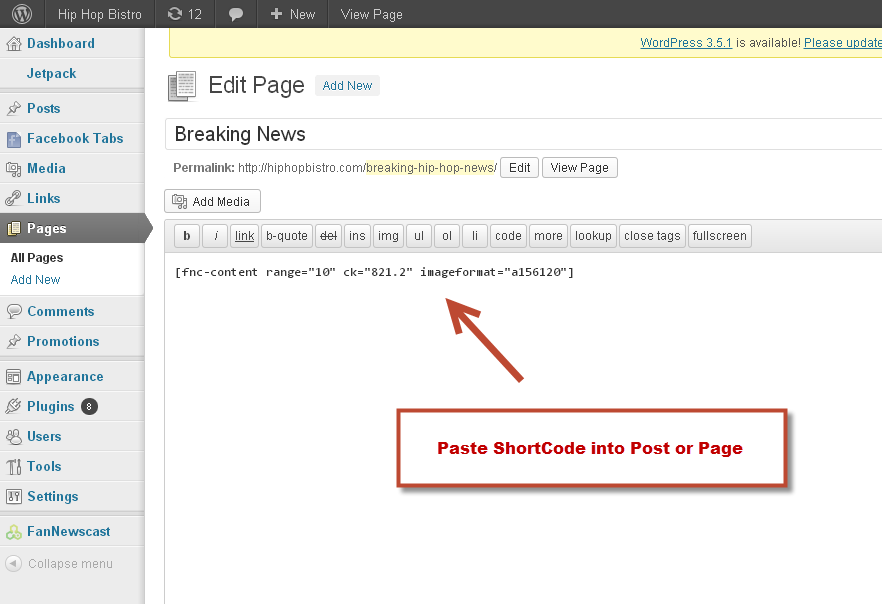 Hip Hop Bistro 12 New View Page
WordPress 3.5.1 is available! Please update
Dashboard
Jetpack
Posts
Facebook Tabs
Media
Links
Pages
All Pages
Add New
Comments
Promotions
Appearance
Plugins 8
Users
Tools
Settings
FanNewscast
Collapse menu
Edit Page Add New
Breaking News
Permalink: http://hiphopbistro.com/breaking-hip-hop-news/ Edit View Page
Add Media
b i link b-quote del ins img ul ol li code more lookup close tags fullscreen
[fnc-content range="10" ck="821.2" imageformat="a156120"]
Paste ShortCode into Post or Page